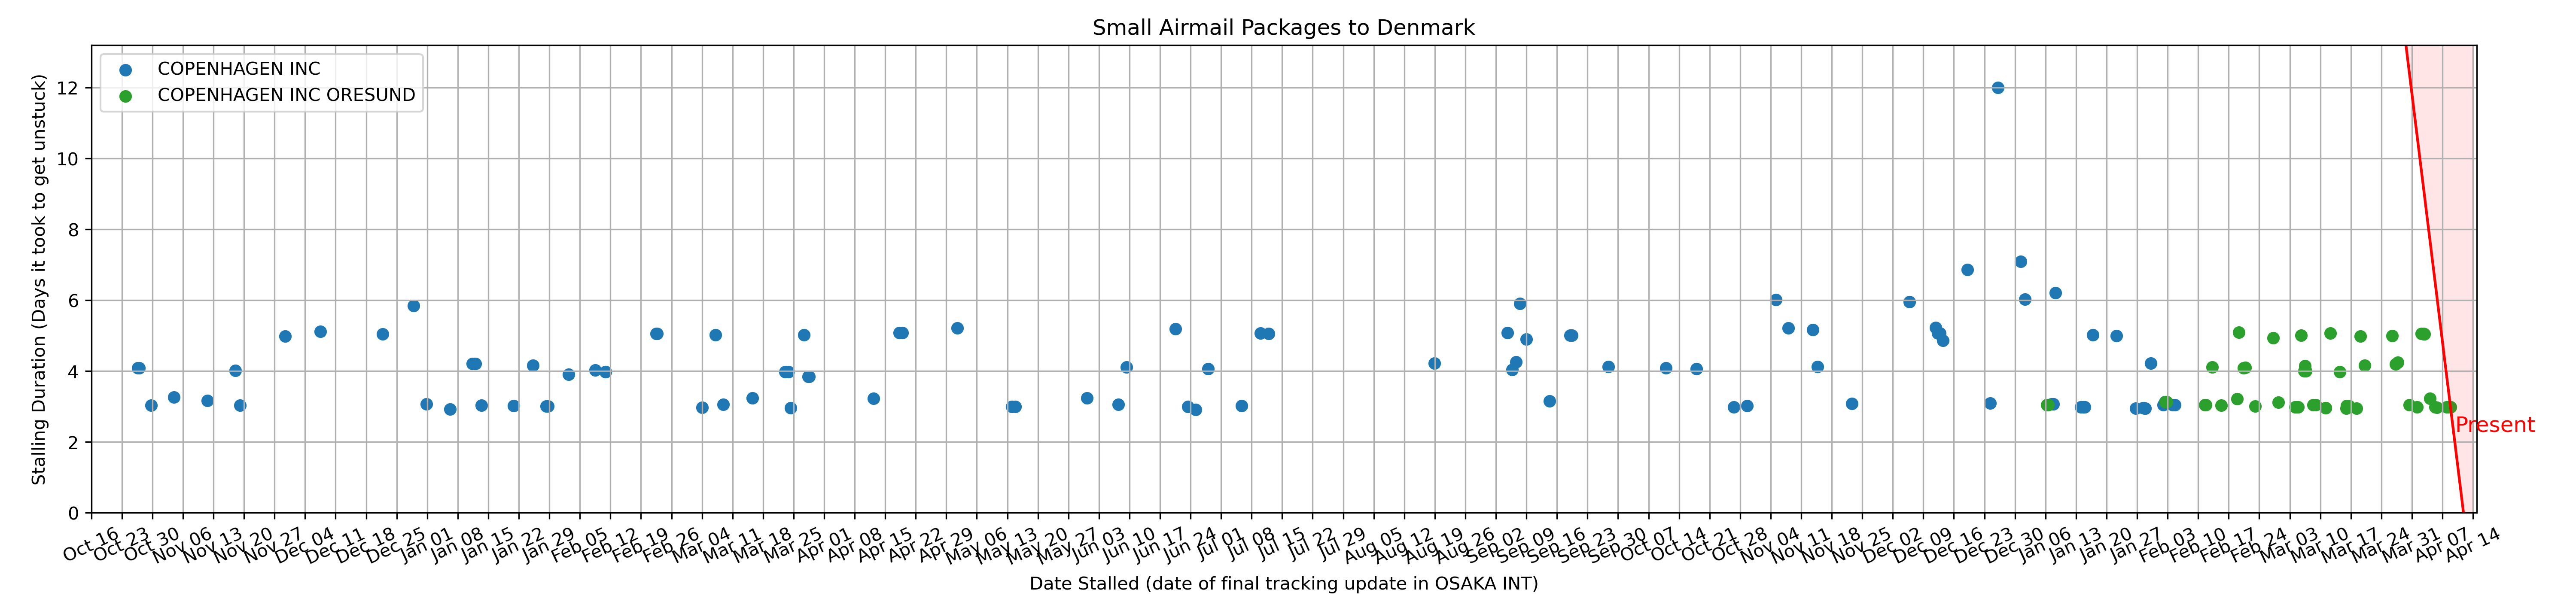 Small Airmail Packages to Denmark
COPENHAGEN INC
COPENHAGEN INC ORESUND
Stalling Duration (Days it took to get unstuck)
12
10
8
6
4
2
0
Present
Oct 16 Oct 23 Oct 30 Nov 06 Nov 13 Nov 20 Nov 27 Dec 04 Dec 11 Dec 18 Dec 25 Jan 01 Jan 08 Jan 15 Jan 22 Jan 29 Feb 05 Feb 12 Feb 19 Feb 26 Mar 04 Mar 11 Mar 18 Mar 25 Apr 01 Apr 08 Apr 15 Apr 22 Apr 29 May 06 May 13 May 20 May 27 Jun 03 Jun 10 Jun 17 Jun 24 Jul 01 Jul 08 Jul 15 Jul 22 Jul 29 Aug 05 Aug 12 Aug 19 Aug 26 Sep 02 Sep 09 Sep 16 Sep 23 Sep 30 Oct 07 Oct 14 Oct 21 Oct 28 Nov 04 Nov 11 Nov 18 Nov 25 Dec 02 Dec 09 Dec 16 Dec 23 Dec 30 Jan 06 Jan 13 Jan 20 Jan 27 Feb 03 Feb 10 Feb 17 Feb 24 Mar 03 Mar 10 Mar 17 Mar 24 Mar 31 Apr 07 Apr 14
Date Stalled (date of final tracking update in OSAKA INT)